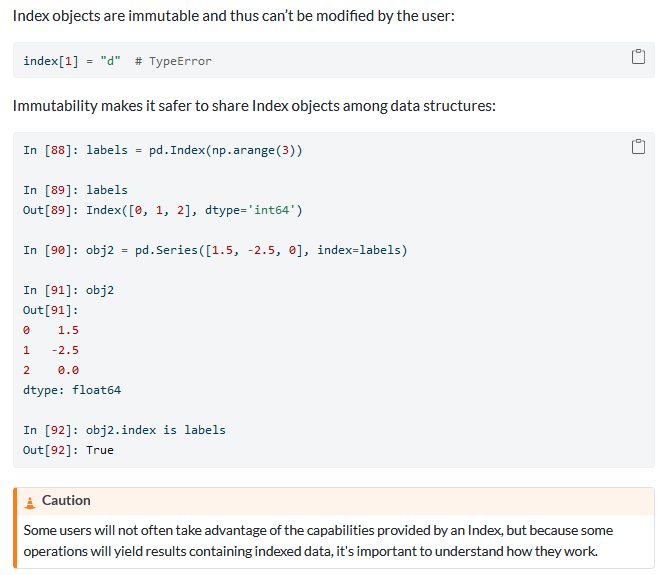 Index objects are immutable and thus can’t be modified by the user:
index[1] = "d"  # TypeError
Immutability makes it safer to share Index objects among data structures:
In [88]: labels = pd.Index(np.arange(3))
In [89]: labels
Out[89]: Index([0, 1, 2], dtype='int64')
In [90]: obj2 = pd.Series([1.5, -2.5, 0], index=labels)
In [91]: obj2
Out[91]:
0    1.5
1   -2.5
2    0.0
dtype: float64
In [92]: obj2.index is labels
Out[92]: True
Caution
Some users will not often take advantage of the capabilities provided by an Index, but because some
operations will yield results containing indexed data, it's important to understand how they work.